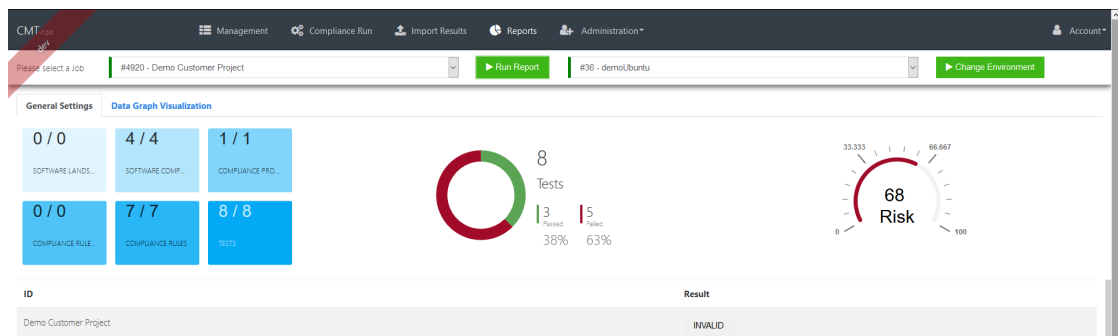 CMT v100 Management Compliance Run Import Results Reports Administration Account
dev
Please select a Job #4920 - Demo Customer Project Run Report #36 - demoUbuntu Change Environment
General Settings Data Graph Visualization
0 / 0 4 / 4 1 / 1
SOFTWARE LANDS... SOFTWARE COMP... COMPLIANCE PRO...
0 / 0 7 / 7 8 / 8
COMPLIANCE RULE... COMPLIANCE RULES TESTS
8
Tests
3 5
Passed Failed
38% 63%
33.333 66.667
68
Risk
0 100
ID Result
Demo Customer Project INVALID